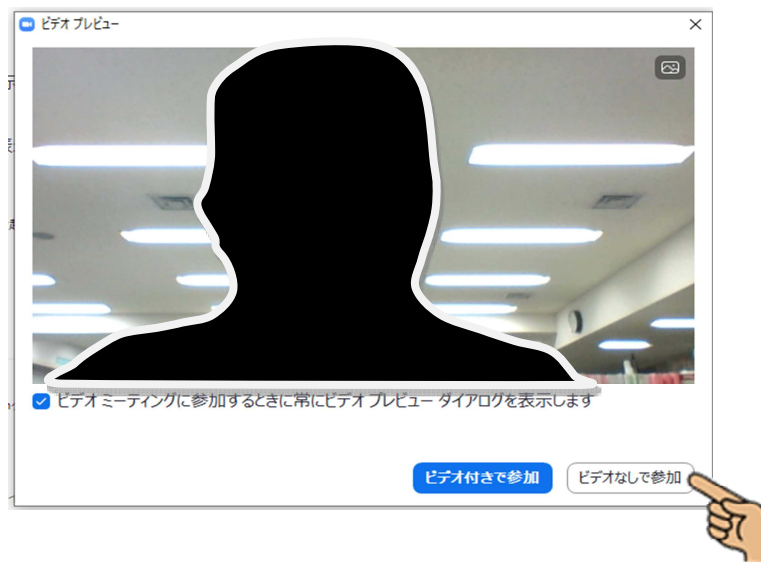 ビデオ プレビュー
ビデオ ミーティングに参加するときに常にビデオ プレビュー ダイアログを表示します
ビデオ付きで参加
ビデオなしで参加